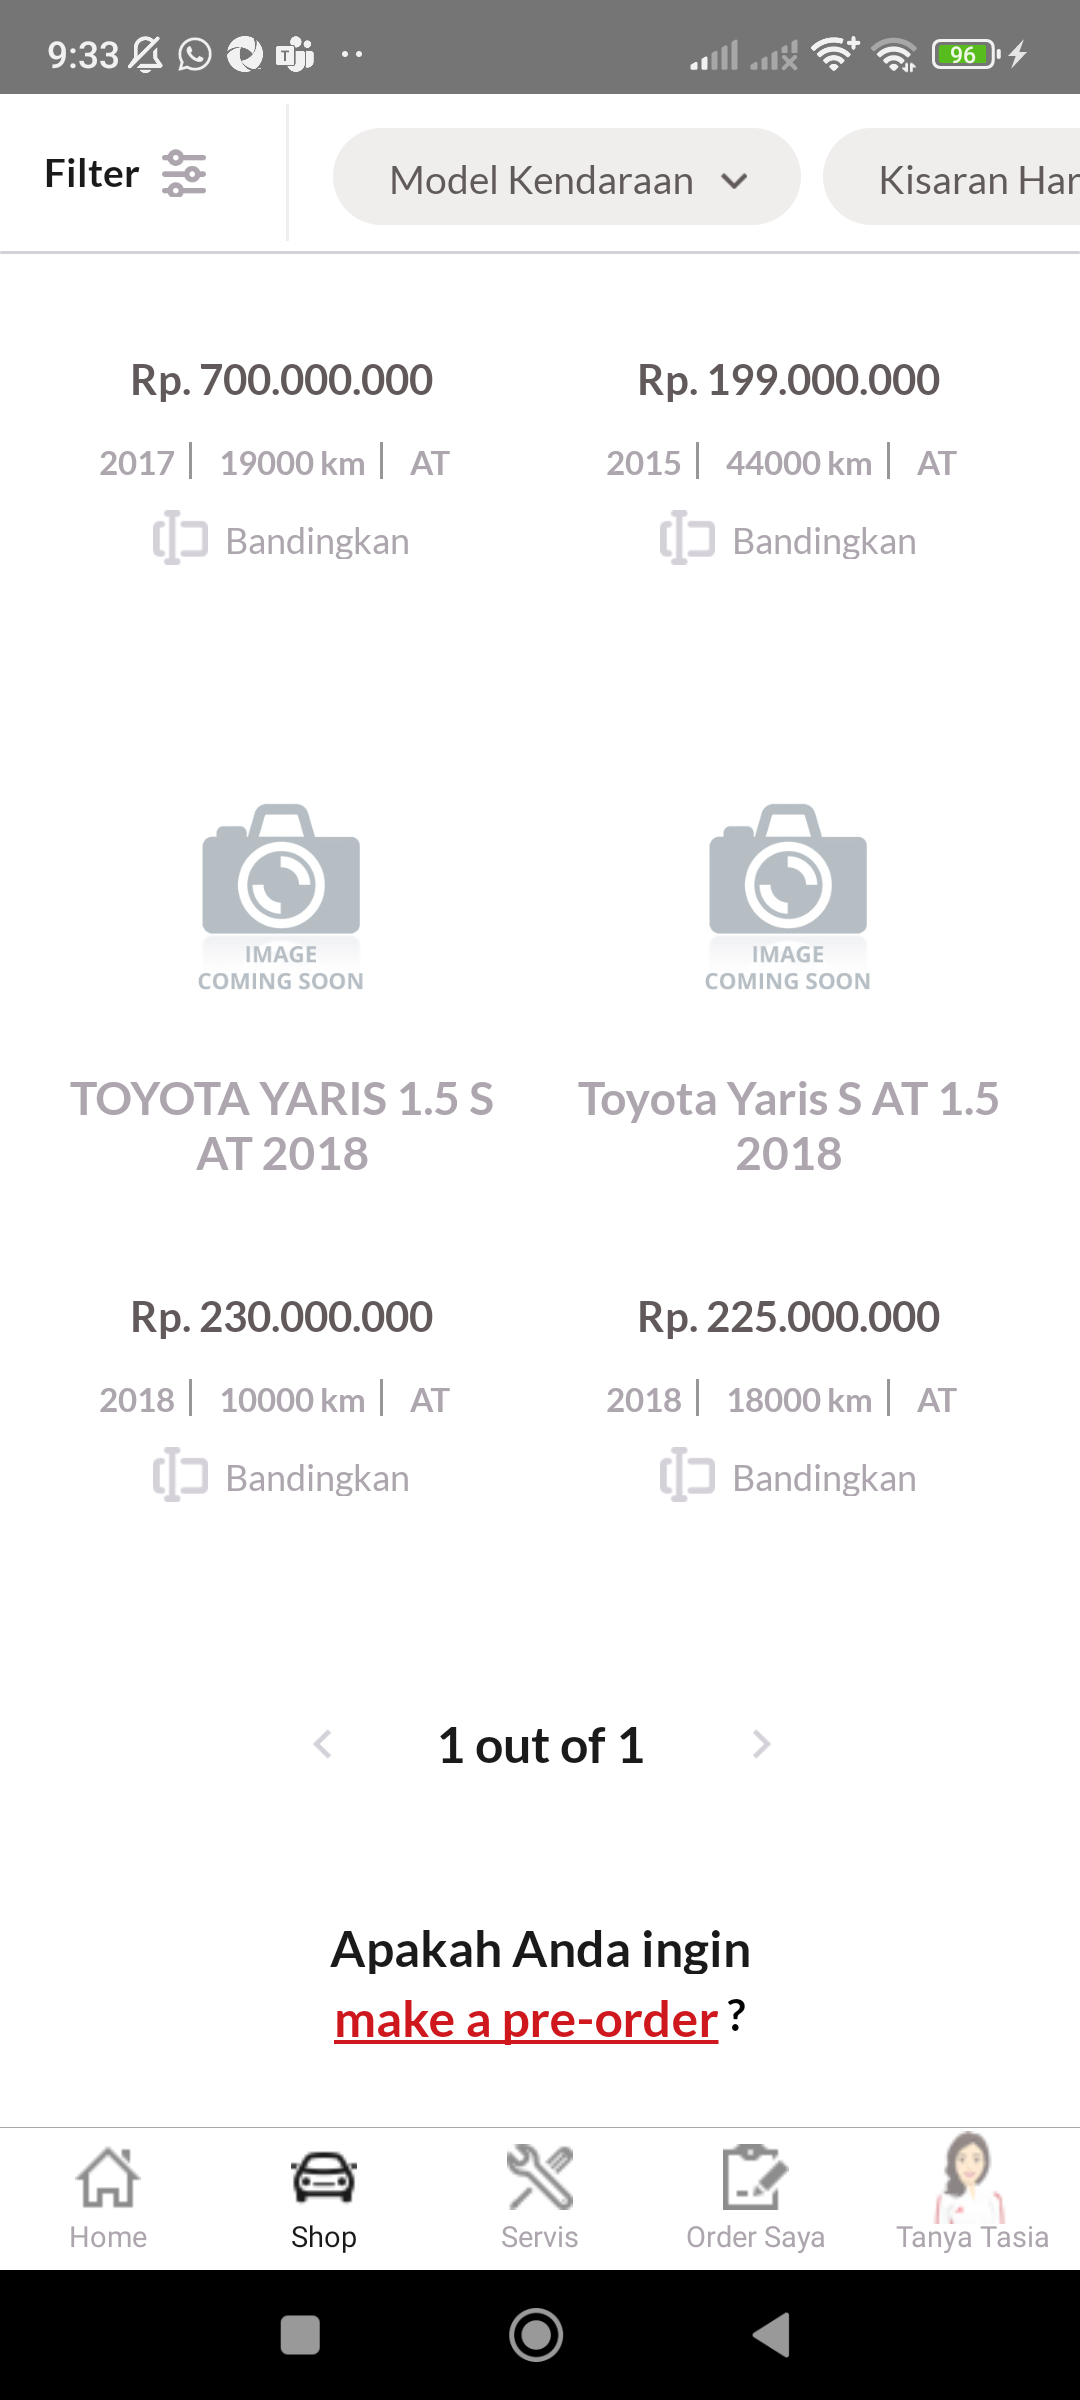 9:33
96
Filter
Model Kendaraan
Kisaran Har
Rp. 700.000.000
Rp. 199.000.000
2017 | 19000 km | AT
2015 | 44000 km | AT
Bandingkan
Bandingkan
IMAGE
COMING SOON
IMAGE
COMING SOON
TOYOTA YARIS 1.5 S
AT 2018
Toyota Yaris S AT 1.5
2018
Rp. 230.000.000
Rp. 225.000.000
2018 | 10000 km | AT
2018 | 18000 km | AT
Bandingkan
Bandingkan
1 out of 1
Apakah Anda ingin
make a pre-order ?
Home
Shop
Servis
Order Saya
Tanya Tasia